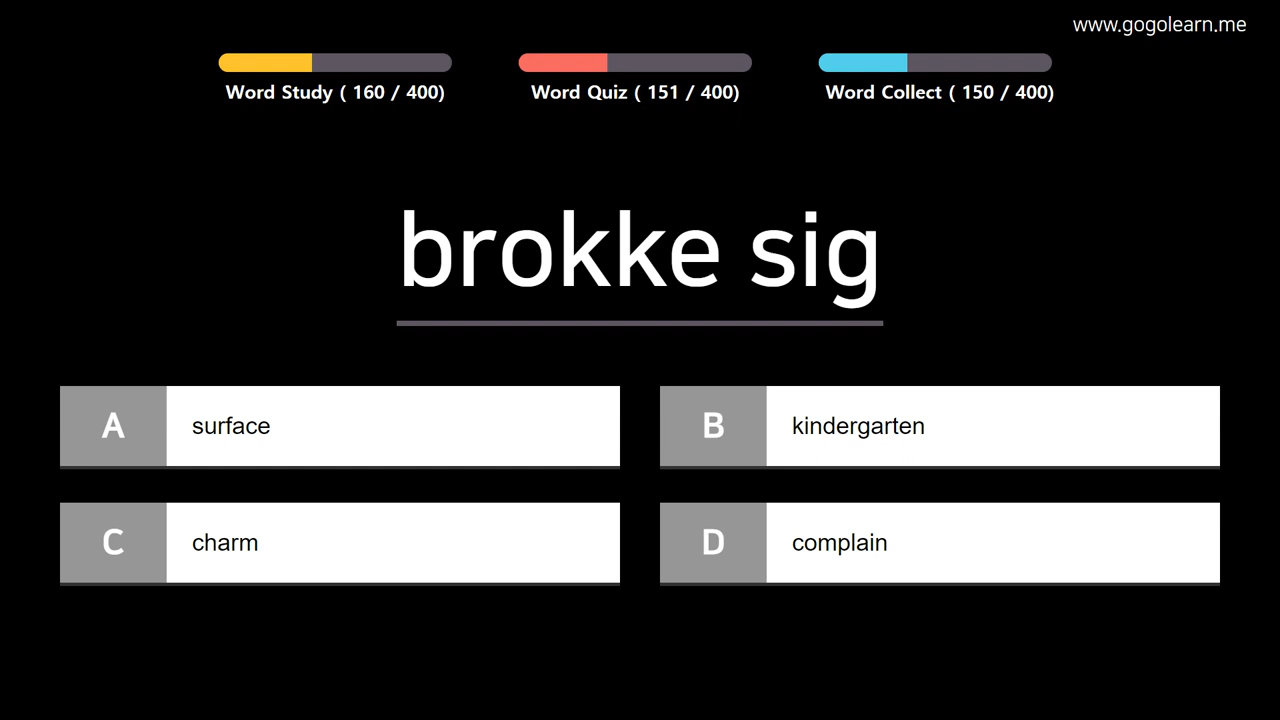 www.gogolearn.me
Word Study ( 160 / 400)
Word Quiz ( 151 / 400)
Word Collect ( 150 / 400)
brokke sig
A surface
B kindergarten
C charm
D complain